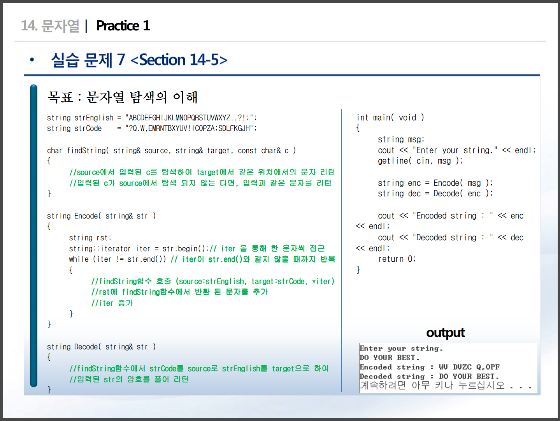 14. 문자열 | Practice 1
• 실습 문제 7 <Section 14-5>
목표 : 문자열 탐색의 이해
string strEnglish = "ABCDEFGHIJKLMNOPQRSTUVWXYZ..?!:";
string strCode = "?Q.W.EMRNTBXYUV!IOOPZA:SDLFKGJH";
char findString( string& source, string& target, const char& c )
{
//source에서 입력된 c를 탐색하여 target에서 같은 위치에서의 문자 리턴
//입력된 c가 source에서 탐색 되지 않는 다면, 입력과 같은 문자를 리턴
}
string Encode( string& str )
{
string rst;
string::iterator iter = str.begin();// iter 을 통해 한 문자씩 접근
while (iter != str.end()) // iter이 str.end()와 같지 않을 때까지 반복
{
//findString함수 호출 (source:strEnglish, target:strCode, *iter)
//rst에 findString함수에서 반환 된 문자를 추가
//iter 증가
}
}
string Decode( string& str )
{
//findString함수에서 strCode를 source로 strEnglish를 target으로 하여
//입력된 str의 암호를 풀어 리턴
}
int main( void )
{
string msg;
cout << "Enter your string." << endl;
getline( cin, msg );
string enc = Encode( msg );
string dec = Decode( enc );
cout << "Encoded string : " << enc
<< endl;
cout << "Decoded string : " << dec
<< endl;
return 0;
}
output
Enter your string.
DO YOUR BEST.
Encoded string : WU DUZC Q.OPF
Decoded string : DO YOUR BEST.
계속하려면 아무 키나 누르십시오 . . .